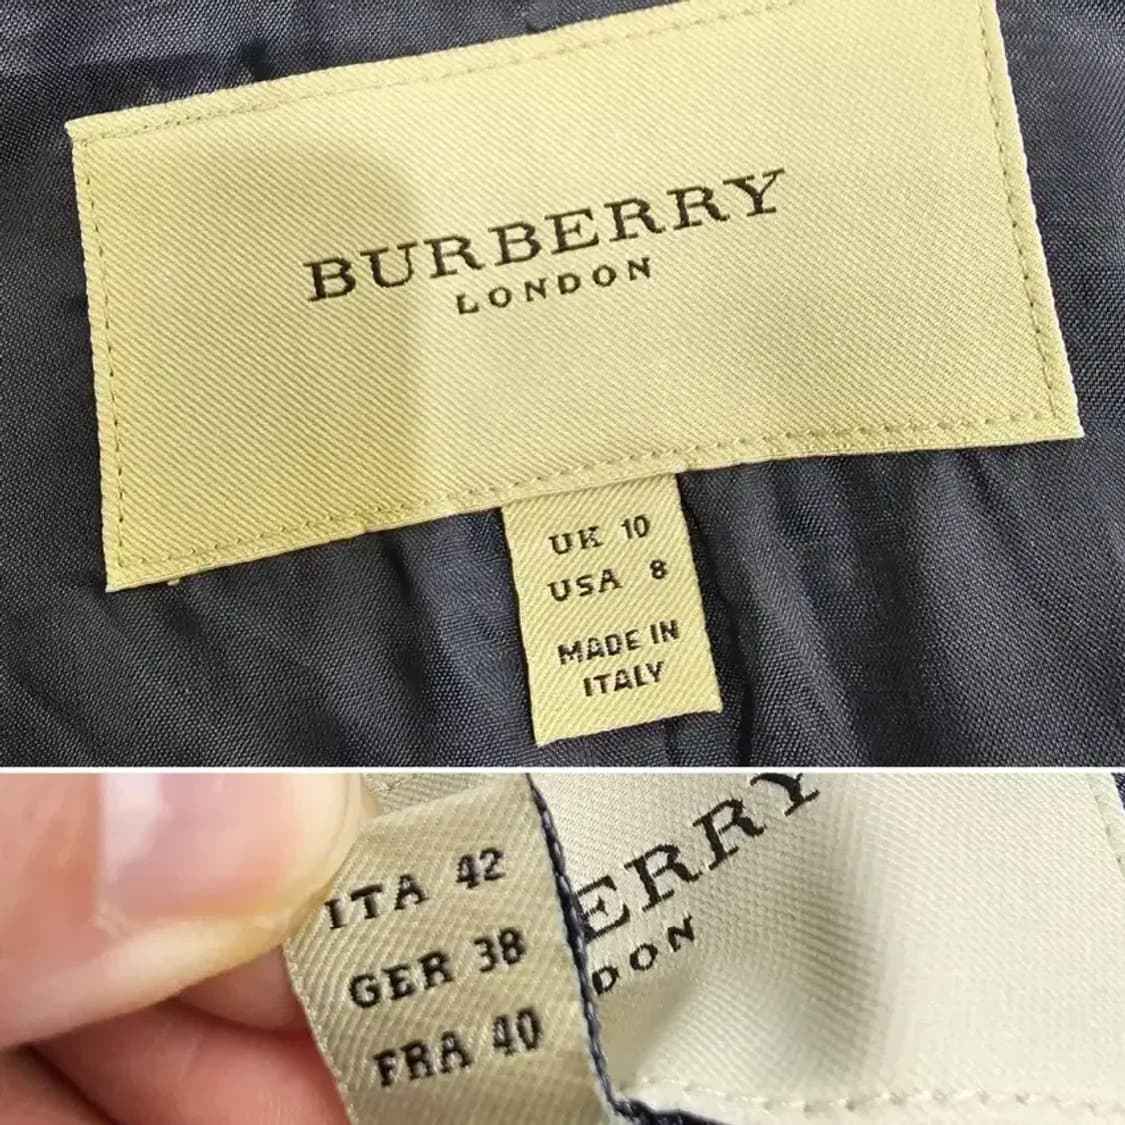 BURBERRY
LONDON
UK 10
USA 8
MADE IN
ITALY
ITA 42
GER 38
FRA 40
ERRY
DON